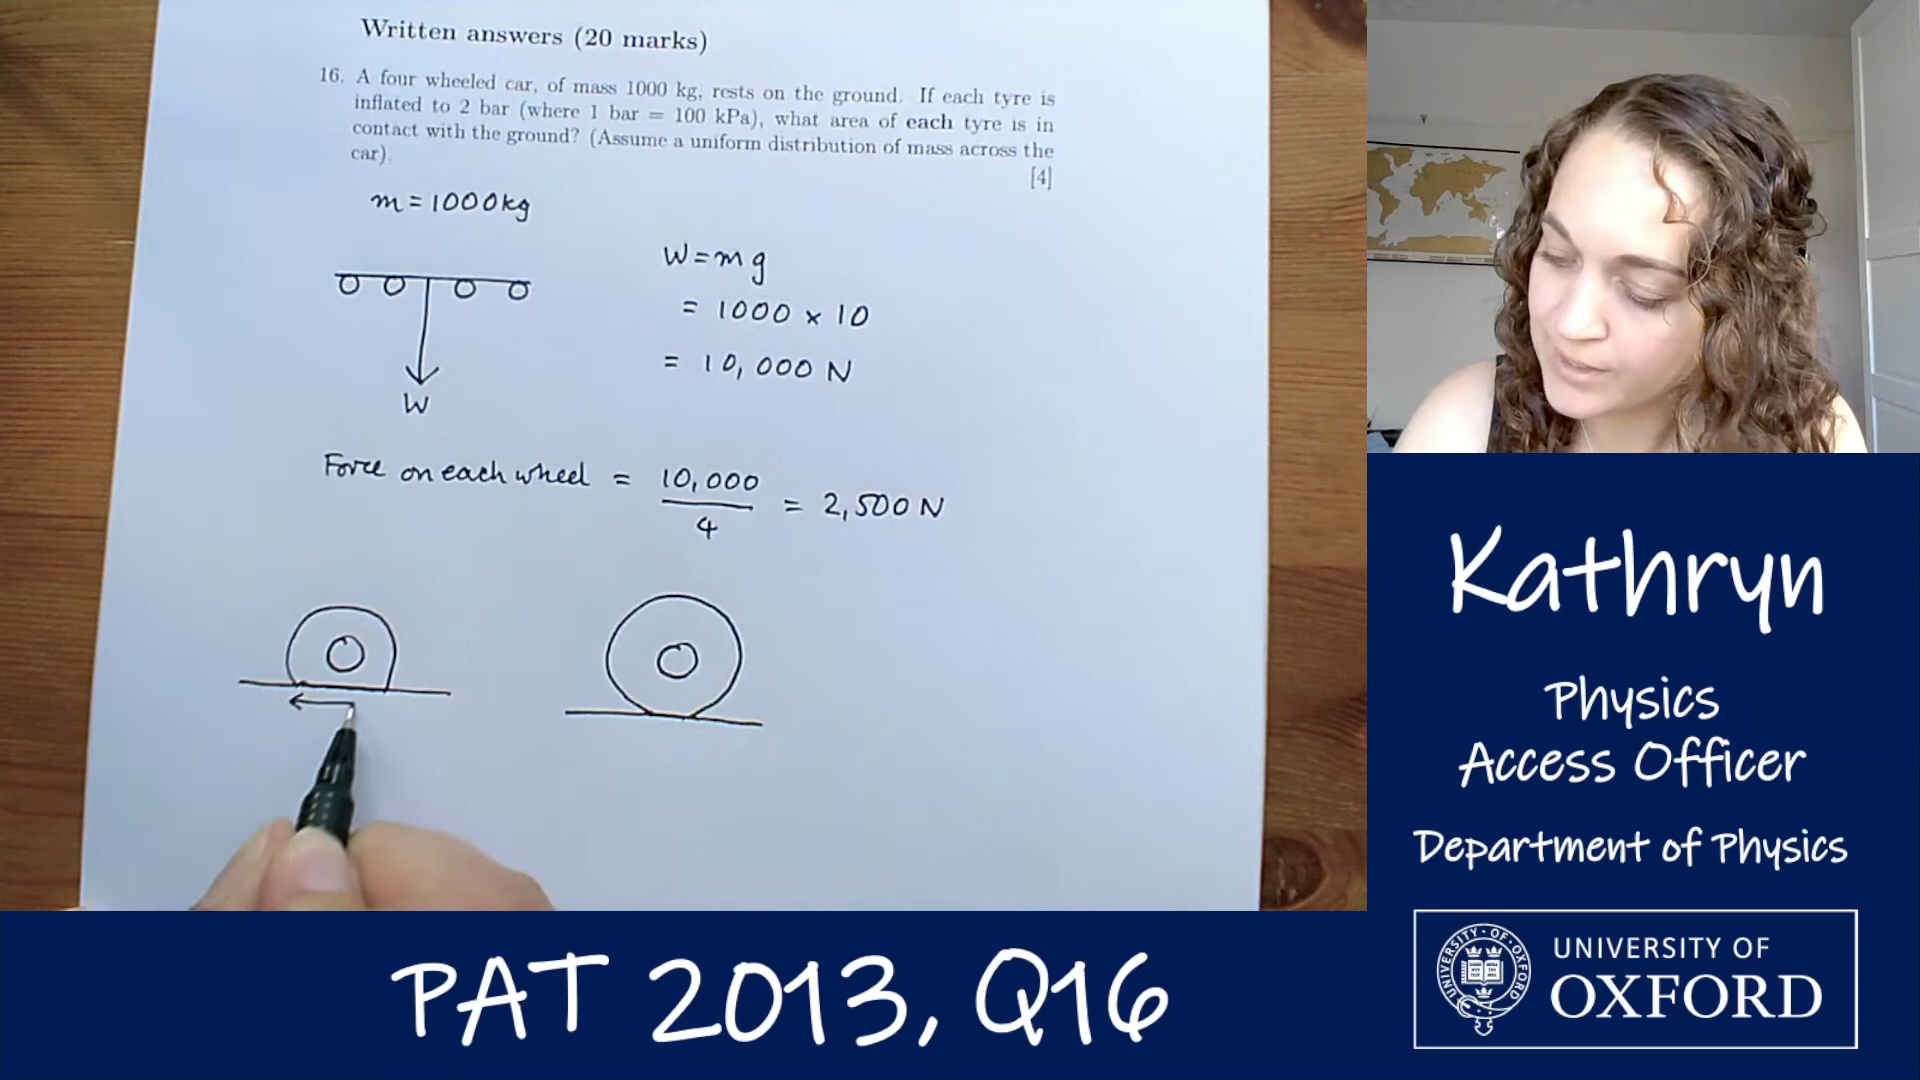 Written answers (20 marks)
16. A four wheeled car, of mass 1000 kg, rests on the ground. If each tyre is
inflated to 2 bar (where 1 bar = 100 kPa), what area of each tyre is in
contact with the ground? (Assume a uniform distribution of mass across the
car).
[4]
m = 1000kg
W = mg
= 1000 × 10
= 10,000 N
W
Force on each wheel = 10,000 / 4 = 2,500 N
Kathryn
Physics
Access Officer
Department of Physics
UNIVERSITY OF
OXFORD
PAT 2013, Q16